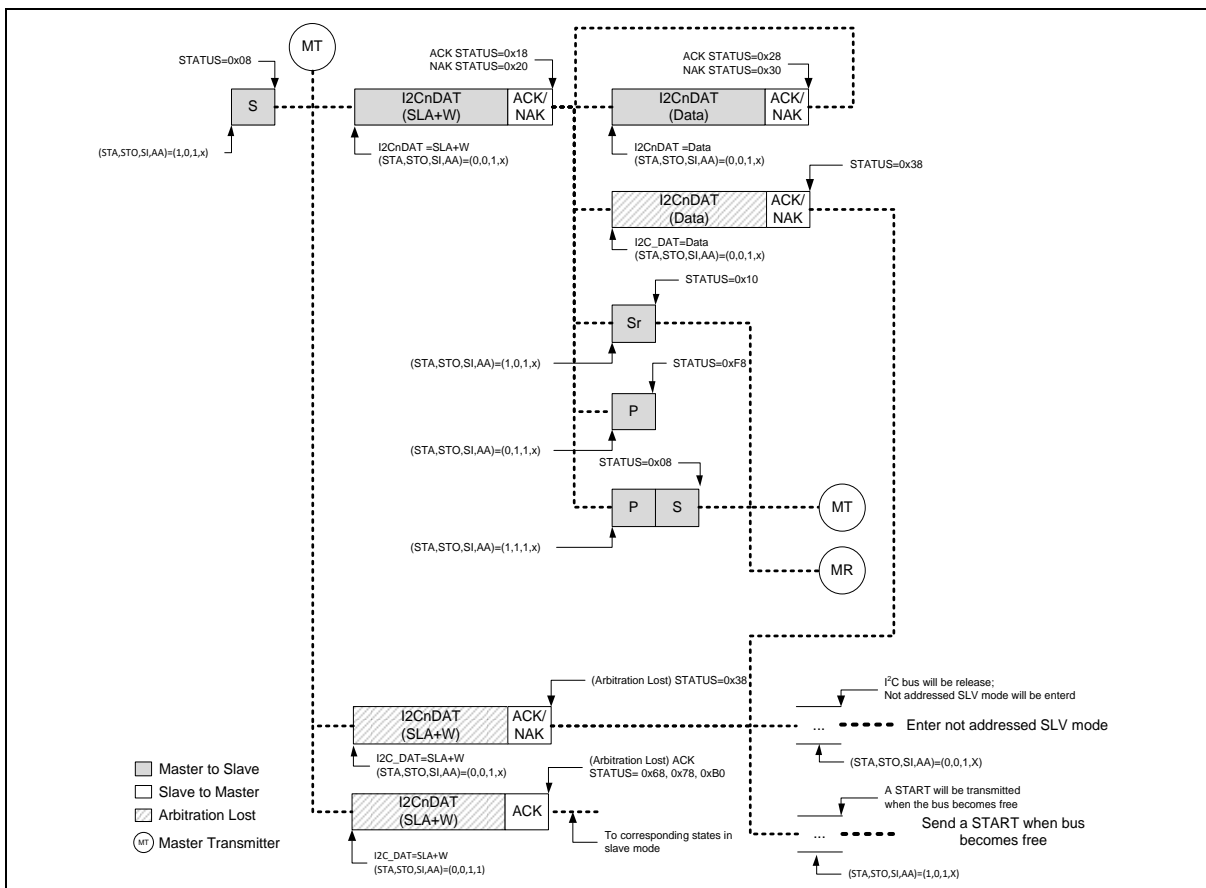 MT
STATUS=0x08
ACK STATUS=0x18
NAK STATUS=0x20
ACK STATUS=0x28
NAK STATUS=0x30
S
I2CnDAT
(SLA+W)
ACK/
NAK
I2CnDAT
(Data)
ACK/
NAK
(STA,STO,SI,AA)=(1,0,1,x)
I2CnDAT =SLA+W
(STA,STO,SI,AA)=(0,0,1,x)
I2CnDAT =Data
(STA,STO,SI,AA)=(0,0,1,x)
STATUS=0x38
I2CnDAT
(Data)
ACK/
NAK
I2C_DAT=Data
(STA,STO,SI,AA)=(0,0,1,x)
STATUS=0x10
Sr
(STA,STO,SI,AA)=(1,0,1,x)
STATUS=0xF8
P
(STA,STO,SI,AA)=(0,1,1,x)
STATUS=0x08
P
S
MT
(STA,STO,SI,AA)=(1,1,1,x)
MR
(Arbitration Lost) STATUS=0x38
I2C bus will be release;
Not addressed SLV mode will be enterd
I2CnDAT
(SLA+W)
ACK/
NAK
...
Enter not addressed SLV mode
I2C_DAT=SLA+W
(STA,STO,SI,AA)=(0,0,1,x)
(STA,STO,SI,AA)=(0,0,1,X)
Master to Slave
Slave to Master
Arbitration Lost
MT Master Transmitter
(Arbitration Lost) ACK
STATUS= 0x68, 0x78, 0xB0
I2CnDAT
(SLA+W)
ACK
To corresponding states in
slave mode
I2C_DAT=SLA+W
(STA,STO,SI,AA)=(0,0,1,1)
A START will be transmitted
when the bus becomes free
...
Send a START when bus
becomes free
(STA,STO,SI,AA)=(1,0,1,X)